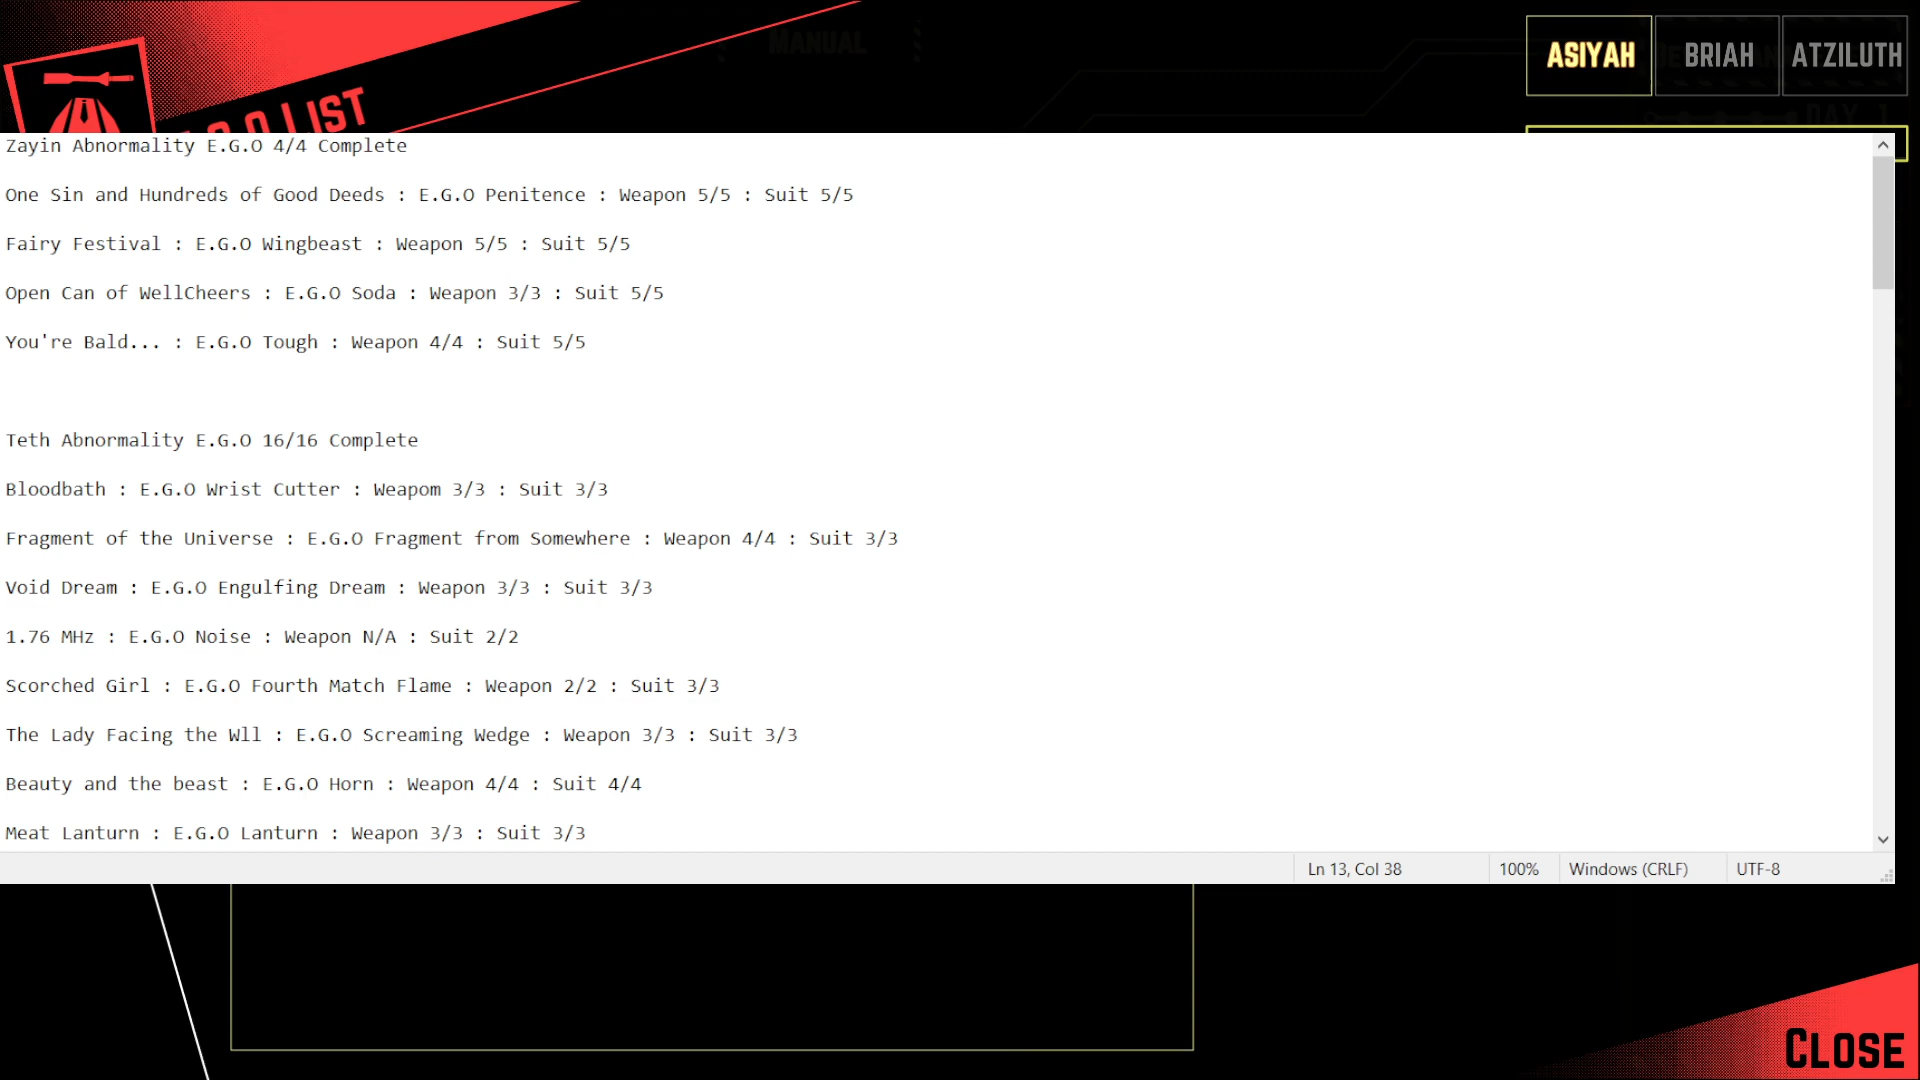 MANUAL
ASIYAH
BRIAH
ATZILUTH
DAY 1
LIST
Zayin Abnormality E.G.O 4/4 Complete
One Sin and Hundreds of Good Deeds : E.G.O Penitence : Weapon 5/5 : Suit 5/5
Fairy Festival : E.G.O Wingbeast : Weapon 5/5 : Suit 5/5
Open Can of WellCheers : E.G.O Soda : Weapon 3/3 : Suit 5/5
You're Bald... : E.G.O Tough : Weapon 4/4 : Suit 5/5
Teth Abnormality E.G.O 16/16 Complete
Bloodbath : E.G.O Wrist Cutter : Weapom 3/3 : Suit 3/3
Fragment of the Universe : E.G.O Fragment from Somewhere : Weapon 4/4 : Suit 3/3
Void Dream : E.G.O Engulfing Dream : Weapon 3/3 : Suit 3/3
1.76 MHz : E.G.O Noise : Weapon N/A : Suit 2/2
Scorched Girl : E.G.O Fourth Match Flame : Weapon 2/2 : Suit 3/3
The Lady Facing the Wll : E.G.O Screaming Wedge : Weapon 3/3 : Suit 3/3
Beauty and the beast : E.G.O Horn : Weapon 4/4 : Suit 4/4
Meat Lanturn : E.G.O Lanturn : Weapon 3/3 : Suit 3/3
Ln 13, Col 38
100%
Windows (CRLF)
UTF-8
CLOSE